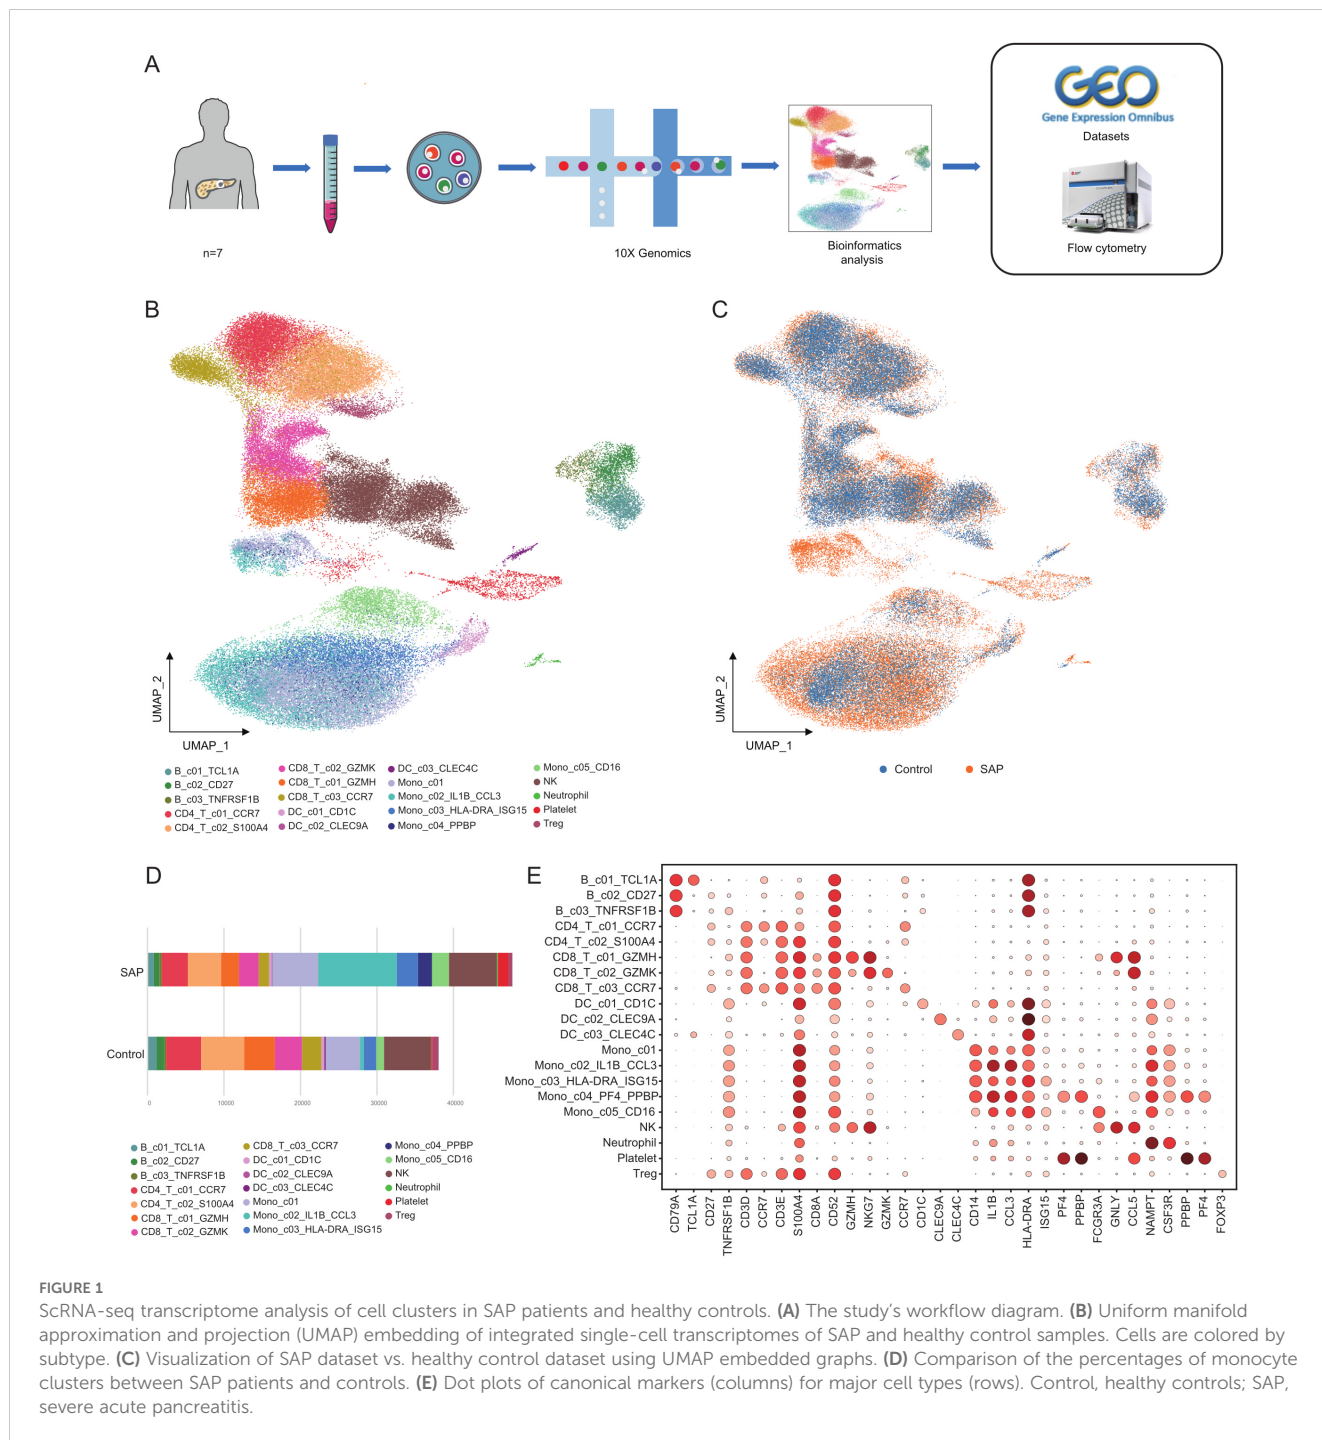 A
n=7
10X Genomics
Bioinformatics
analysis
GEO
Gene Expression Omnibus
Datasets
Flow cytometry
B
UMAP_2
UMAP_1
B_c01_TCL1A
B_c02_CD27
B_c03_TNFRSF1B
CD4_T_c01_CCR7
CD4_T_c02_S100A4
CD8_T_c02_GZMK
CD8_T_c01_GZMH
CD8_T_c03_CCR7
DC_c01_CD1C
DC_c02_CLEC9A
DC_c03_CLEC4C
Mono_c01
Mono_c02_IL1B_CCL3
Mono_c03_HLA-DRA_ISG15
Mono_c04_PPBP
Mono_c05_CD16
NK
Neutrophil
Platelet
Treg
C
UMAP_2
UMAP_1
Control
SAP
D
SAP
Control
0
10000
20000
30000
40000
B_c01_TCL1A
B_c02_CD27
B_c03_TNFRSF1B
CD4_T_c01_CCR7
CD4_T_c02_S100A4
CD8_T_c01_GZMH
CD8_T_c02_GZMK
CD8_T_c03_CCR7
DC_c01_CD1C
DC_c02_CLEC9A
DC_c03_CLEC4C
Mono_c01
Mono_c02_IL1B_CCL3
Mono_c03_HLA-DRA_ISG15
Mono_c04_PPBP
Mono_c05_CD16
NK
Neutrophil
Platelet
Treg
E
B_c01_TCL1A
B_c02_CD27
B_c03_TNFRSF1B
CD4_T_c01_CCR7
CD4_T_c02_S100A4
CD8_T_c01_GZMH
CD8_T_c02_GZMK
CD8_T_c03_CCR7
DC_c01_CD1C
DC_c02_CLEC9A
DC_c03_CLEC4C
Mono_c01
Mono_c02_IL1B_CCL3
Mono_c03_HLA-DRA_ISG15
Mono_c04_PF4_PPBP
Mono_c05_CD16
NK
Neutrophil
Platelet
Treg
CD79A
TCL1A
CD27
TNFRSF1B
CD3D
CCR7
CD3E
S100A4
CD8A
CD52
GZMH
NKG7
GZMK
CCR7
CD1C
CLEC9A
CLEC4C
CD14
IL1B
CCL3
HLA-DRA
ISG15
PF4
PPBP
FCGR3A
GNLY
CCL5
NAMPT
CSF3R
PPBP
PF4
FOXP3
FIGURE 1
ScRNA-seq transcriptome analysis of cell clusters in SAP patients and healthy controls. (A) The study's workflow diagram. (B) Uniform manifold
approximation and projection (UMAP) embedding of integrated single-cell transcriptomes of SAP and healthy control samples. Cells are colored by
subtype. (C) Visualization of SAP dataset vs. healthy control dataset using UMAP embedded graphs. (D) Comparison of the percentages of monocyte
clusters between SAP patients and controls. (E) Dot plots of canonical markers (columns) for major cell types (rows). Control, healthy controls; SAP,
severe acute pancreatitis.